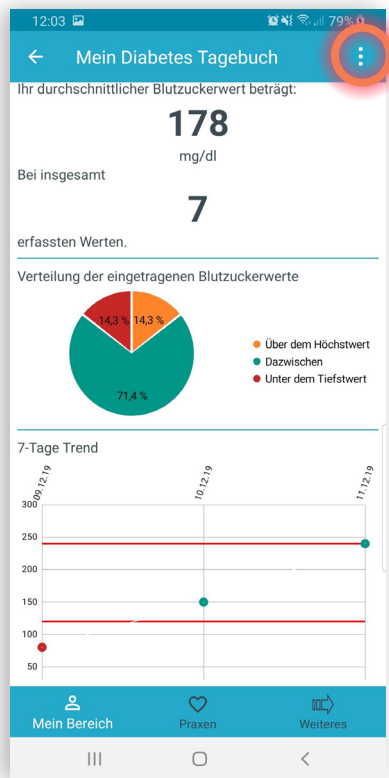 12:03 79%
Mein Diabetes Tagebuch
Ihr durchschnittlicher Blutzuckerwert beträgt:
178
mg/dl
Bei insgesamt
7
erfassten Werten.
Verteilung der eingetragenen Blutzuckerwerte
14,3 % 14,3 %
71,4 %
Über dem Höchstwert
Dazwischen
Unter dem Tiefstwert
7-Tage Trend
09.12.19 10.12.19 11.12.19
300
250
200
150
100
50
Mein Bereich Praxen Weiteres